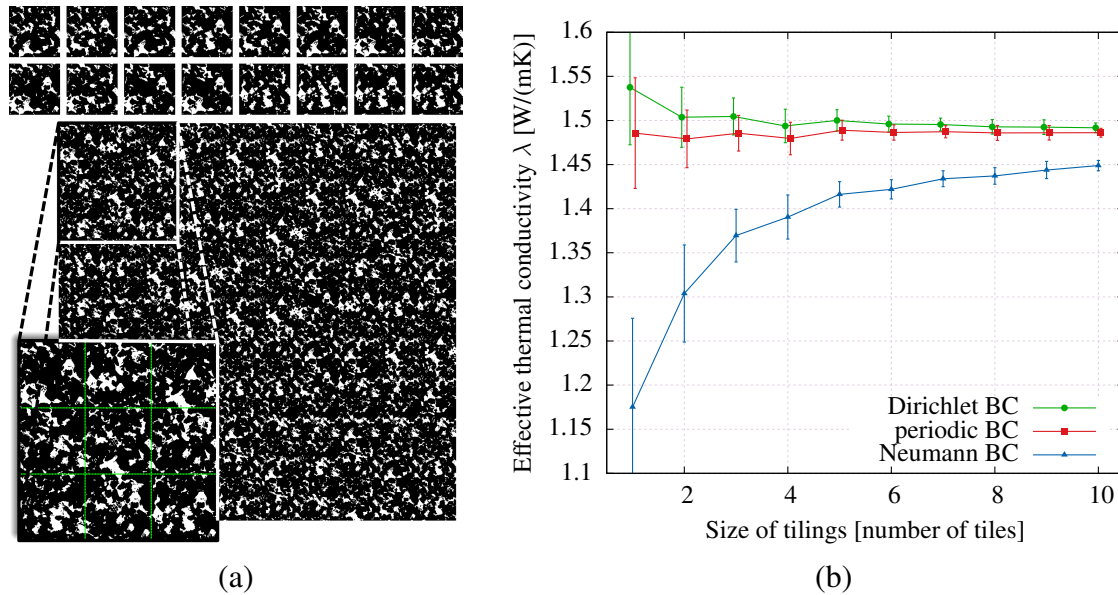 1.6
1.55
1.5
1.45
1.4
1.35
1.3
1.25
1.2
1.15
1.1
Effective thermal conductivity λ [W/(mK)]
Dirichlet BC
periodic BC
Neumann BC
2 4 6 8 10
Size of tilings [number of tiles]
(a) (b)